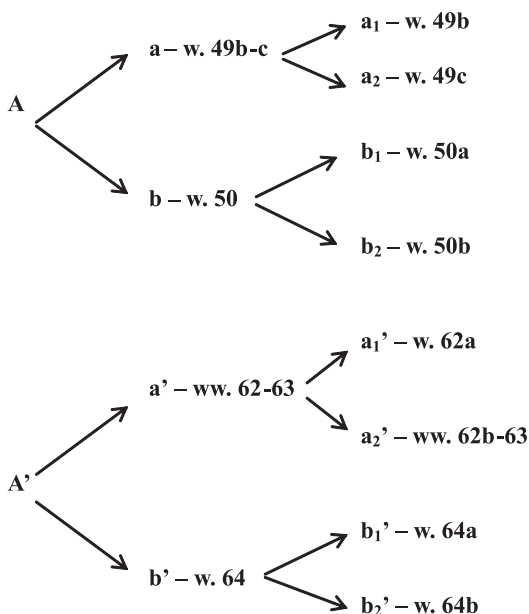 a₁ – w. 49b
a – w. 49b-c
a₂ – w. 49c
A
b₁ – w. 50a
b – w. 50
b₂ – w. 50b
a₁’ – w. 62a
a’ – ww. 62-63
a₂’ – ww. 62b-63
A’
b₁’ – w. 64a
b’ – w. 64
b₂’ – w. 64b